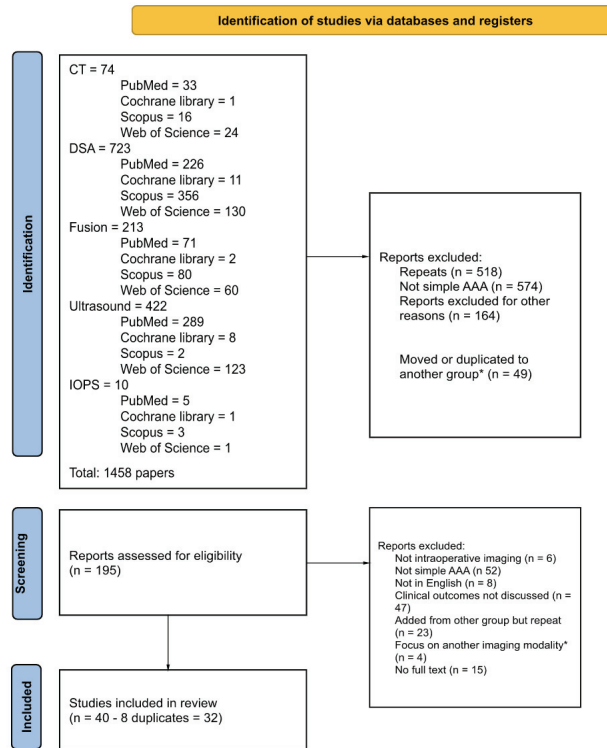 Identification of studies via databases and registers
Identification
CT = 74
PubMed = 33
Cochrane library = 1
Scopus = 16
Web of Science = 24
DSA = 723
PubMed = 226
Cochrane library = 11
Scopus = 356
Web of Science = 130
Fusion = 213
PubMed = 71
Cochrane library = 2
Scopus = 80
Web of Science = 60
Ultrasound = 422
PubMed = 289
Cochrane library = 8
Scopus = 2
Web of Science = 123
IOPS = 10
PubMed = 5
Cochrane library = 1
Scopus = 3
Web of Science = 1
Total: 1458 papers
Reports excluded:
Repeats (n = 518)
Not simple AAA (n = 574)
Reports excluded for other
reasons (n = 164)
Moved or duplicated to
another group* (n = 49)
Screening
Reports assessed for eligibility
(n = 195)
Reports excluded:
Not intraoperative imaging (n = 6)
Not simple AAA (n 52)
Not in English (n = 8)
Clinical outcomes not discussed (n =
47)
Added from other group but repeat
(n = 23)
Focus on another imaging modality*
(n = 4)
No full text (n = 15)
Included
Studies included in review
(n = 40 - 8 duplicates = 32)